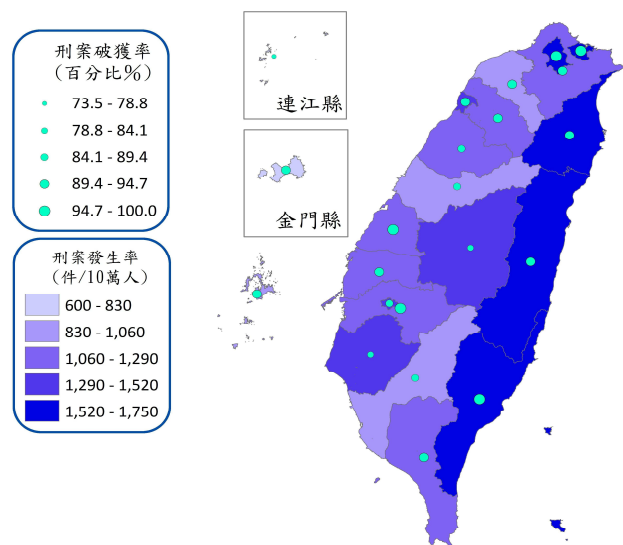 刑案破獲率
(百分比%)
73.5 - 78.8
78.8 - 84.1
84.1 - 89.4
89.4 - 94.7
94.7 - 100.0
刑案發生率
(件/10萬人)
600 - 830
830 - 1,060
1,060 - 1,290
1,290 - 1,520
1,520 - 1,750
連江縣
金門縣